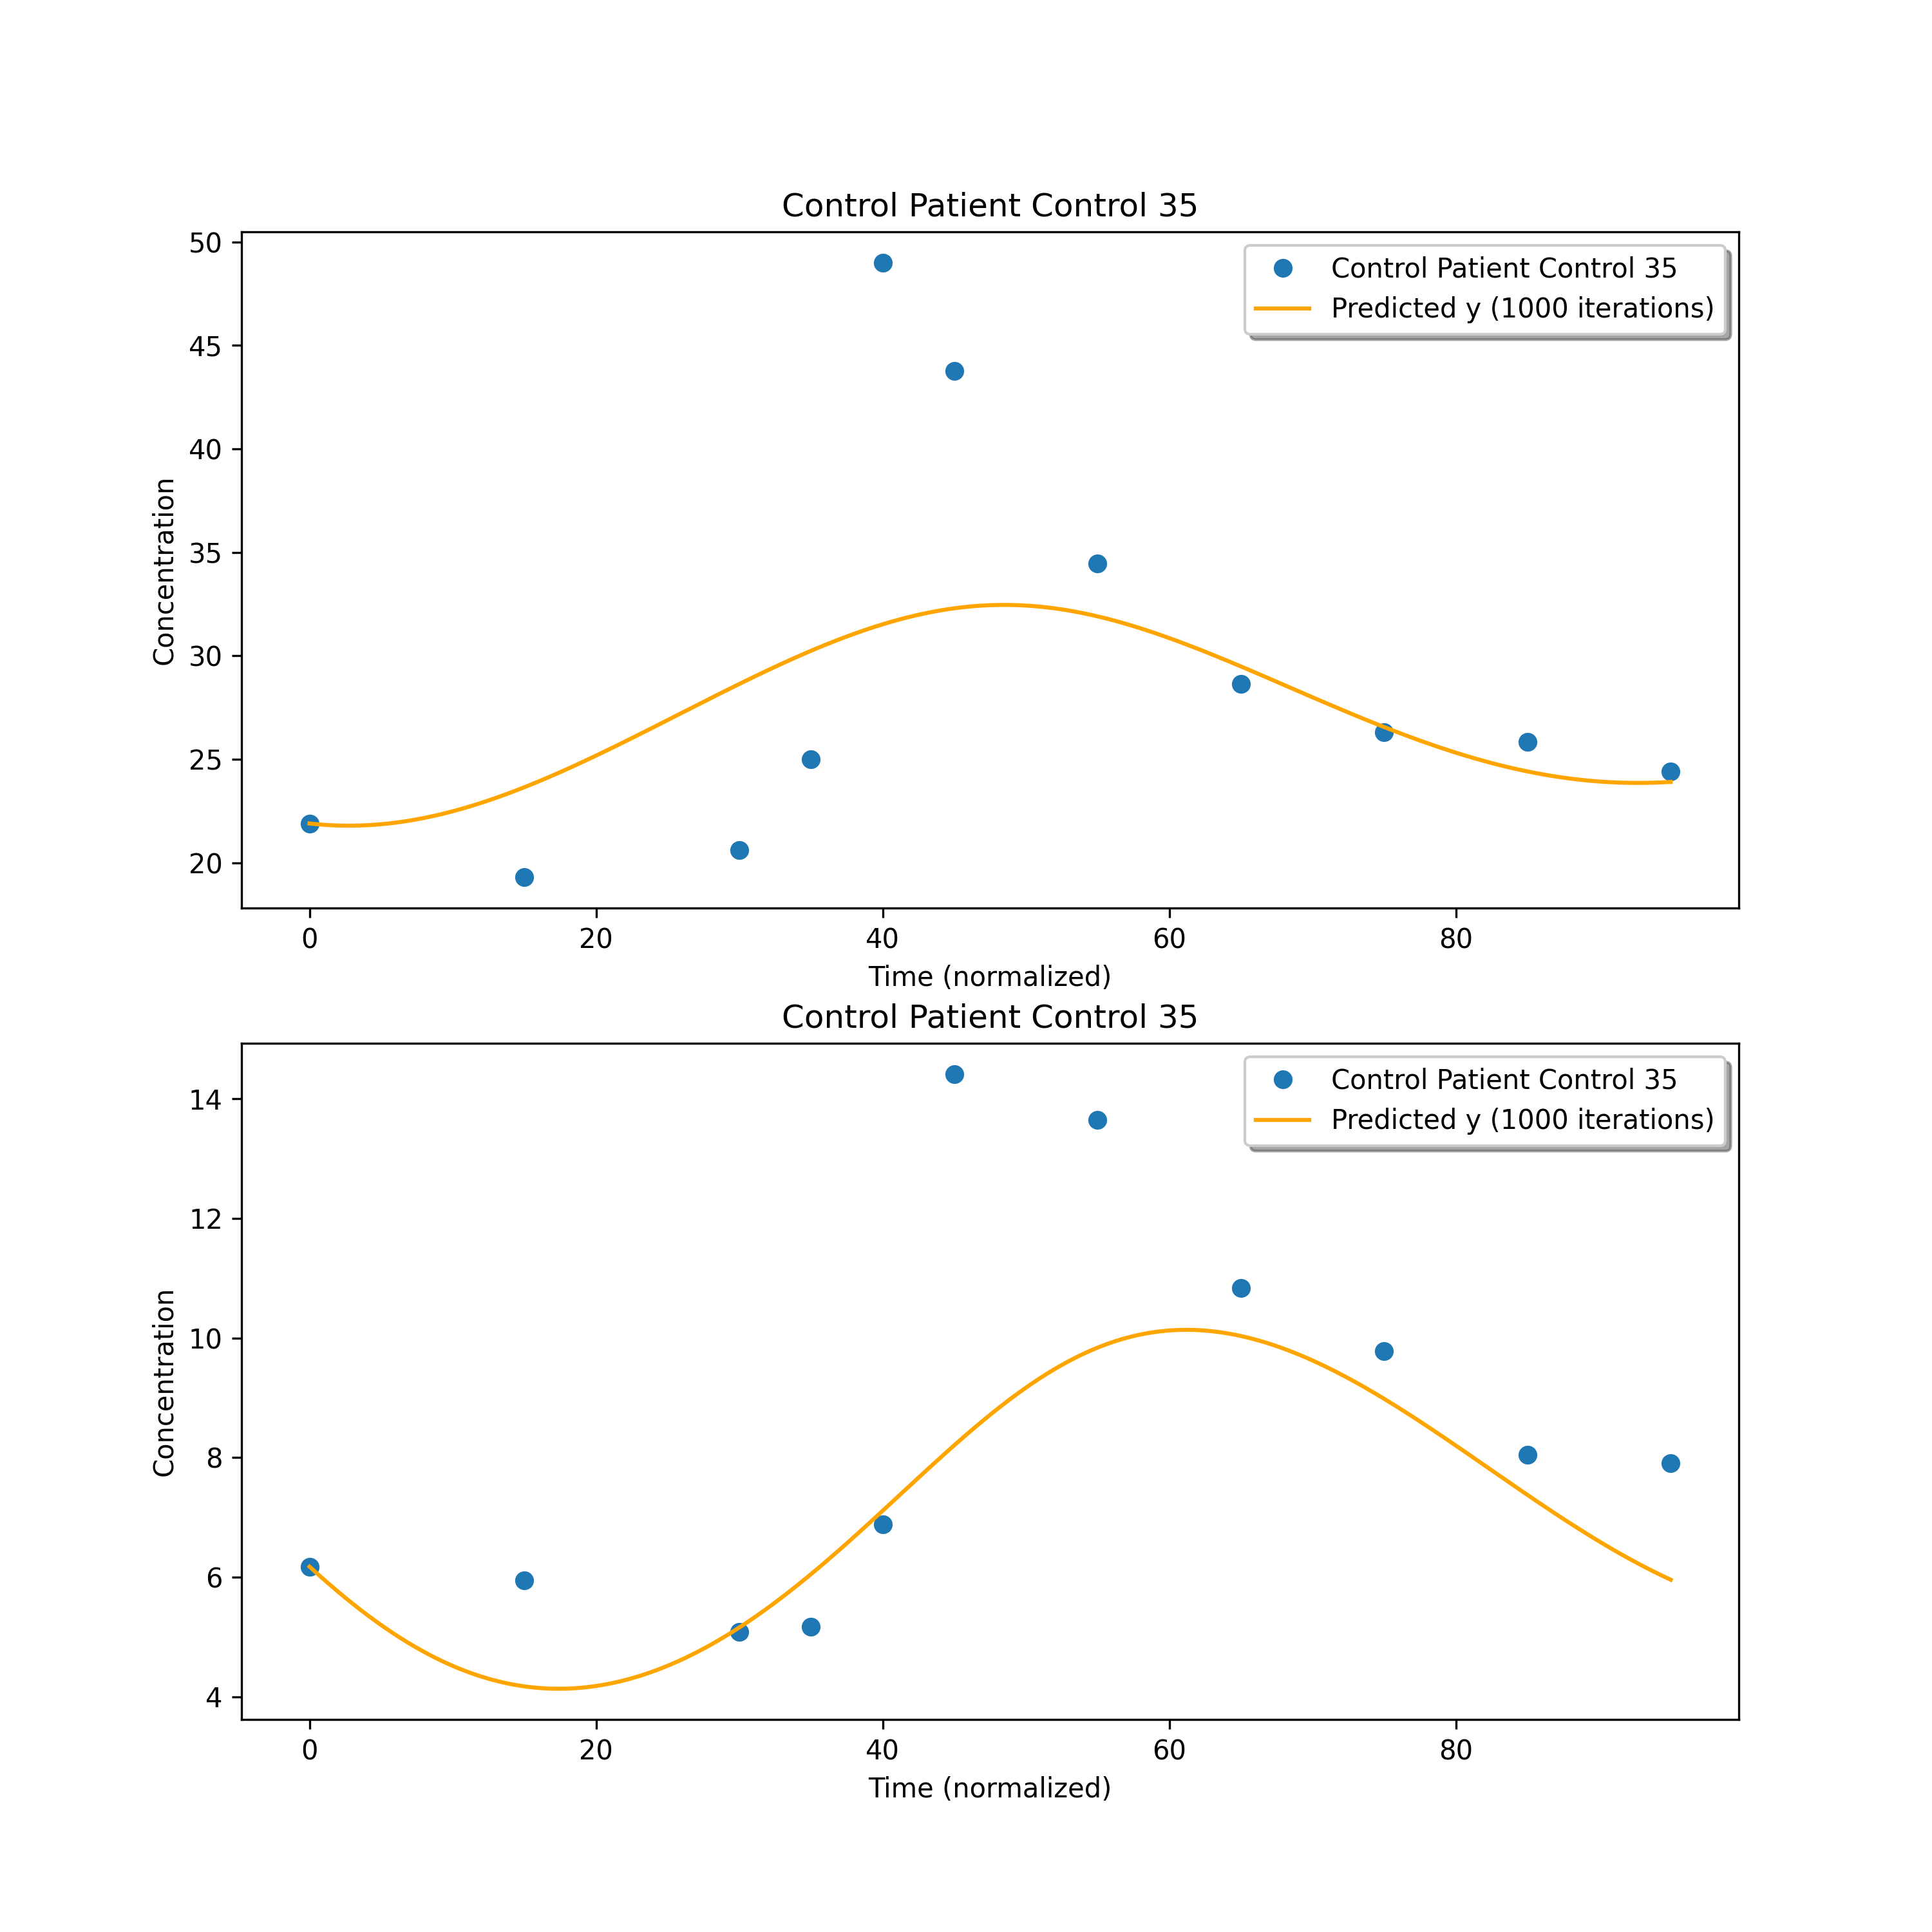 Control Patient Control 35
50
45
40
35
30
25
20
Concentration
Control Patient Control 35
Predicted y (1000 iterations)
0 20 40 60 80
Time (normalized)
Control Patient Control 35
14
12
10
8
6
4
Concentration
Control Patient Control 35
Predicted y (1000 iterations)
0 20 40 60 80
Time (normalized)